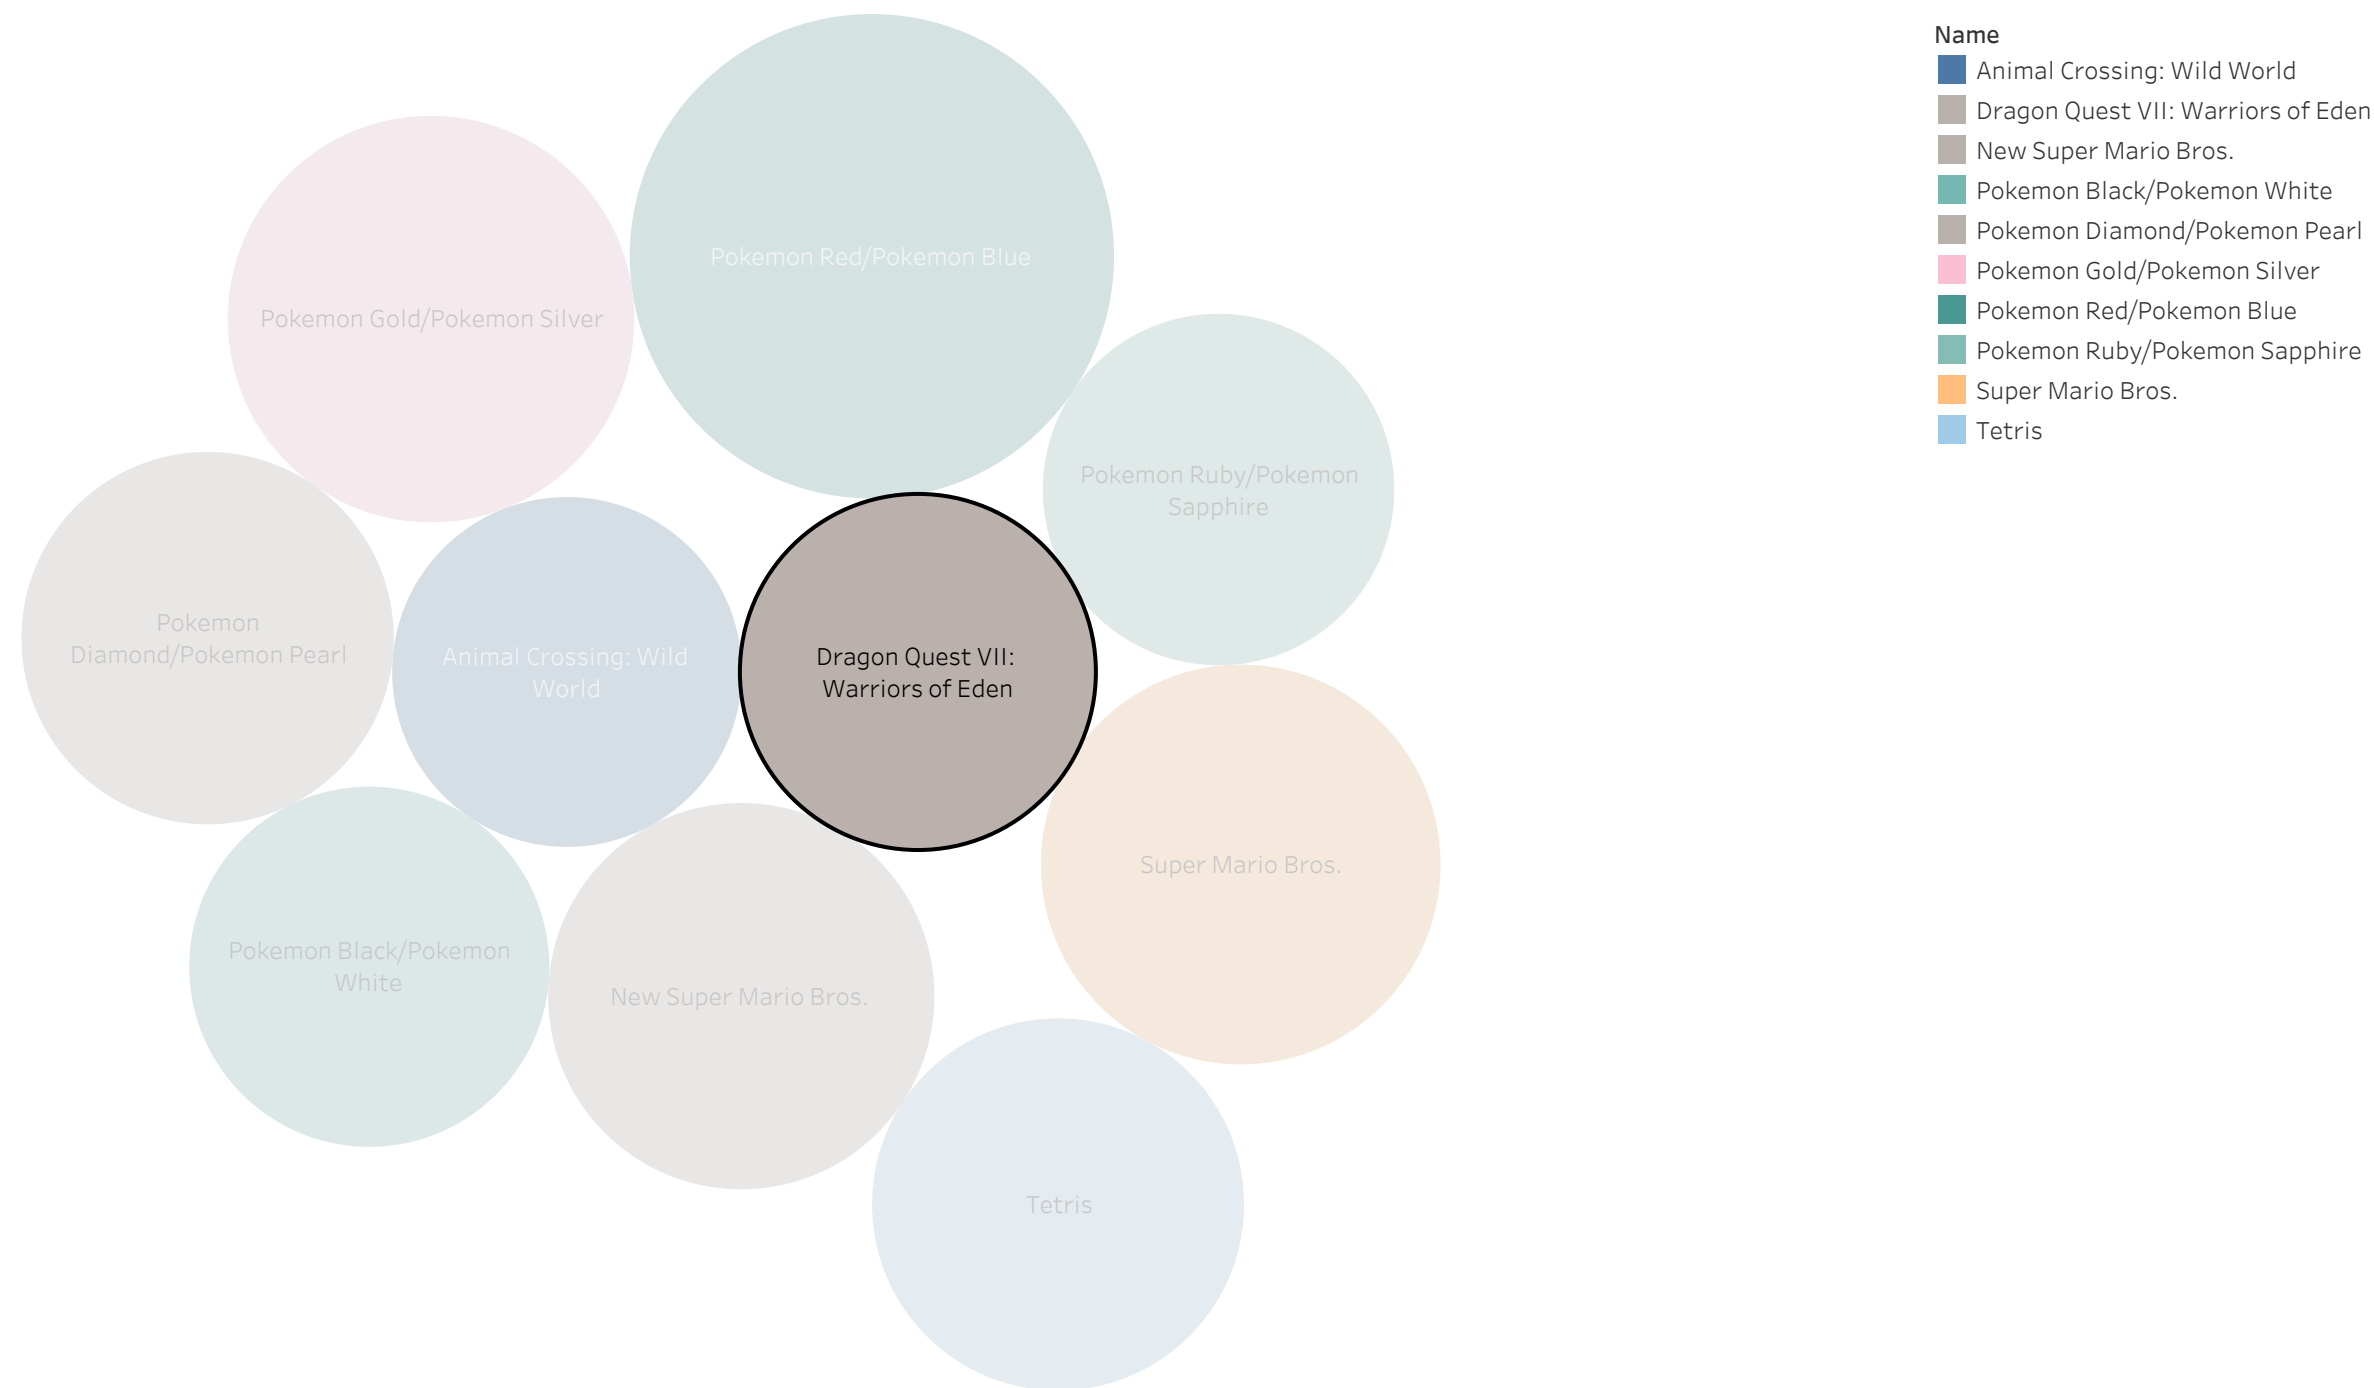 Name
Animal Crossing: Wild World
Dragon Quest VII: Warriors of Eden
New Super Mario Bros.
Pokemon Black/Pokemon White
Pokemon Diamond/Pokemon Pearl
Pokemon Gold/Pokemon Silver
Pokemon Red/Pokemon Blue
Pokemon Ruby/Pokemon Sapphire
Super Mario Bros.
Tetris
Pokemon Red/Pokemon Blue
Pokemon Gold/Pokemon Silver
Pokemon Ruby/Pokemon
Sapphire
Pokemon
Diamond/Pokemon Pearl
Animal Crossing: Wild
World
Dragon Quest VII:
Warriors of Eden
Super Mario Bros.
Pokemon Black/Pokemon
White
New Super Mario Bros.
Tetris